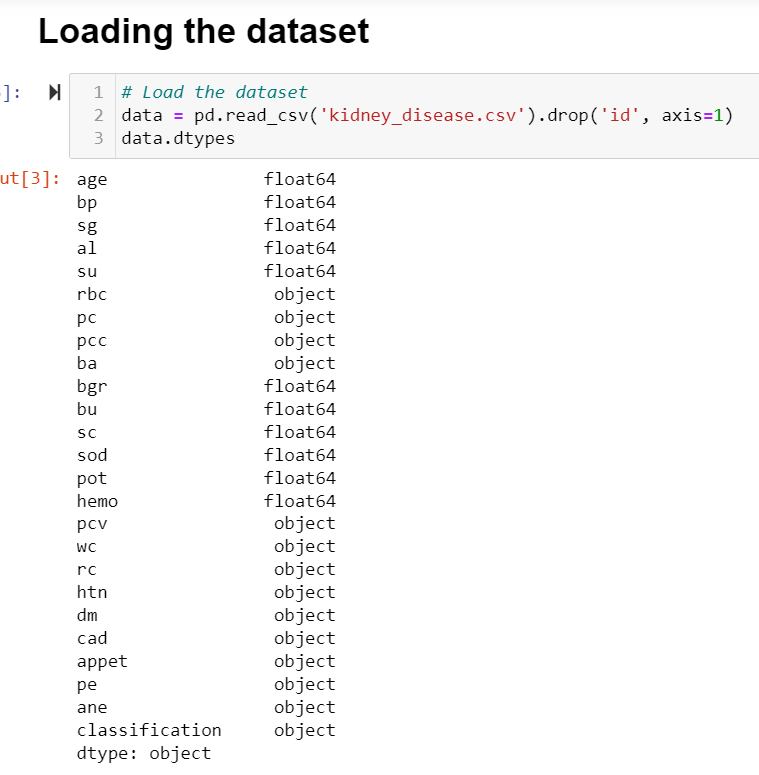 Loading the dataset
]:
1 # Load the dataset
2 data = pd.read_csv('kidney_disease.csv').drop('id', axis=1)
3 data.dtypes
ut[3]:
age float64
bp float64
sg float64
al float64
su float64
rbc object
pc object
pcc object
ba object
bgr float64
bu float64
sc float64
sod float64
pot float64
hemo float64
pcv object
wc object
rc object
htn object
dm object
cad object
appet object
pe object
ane object
classification object
dtype: object